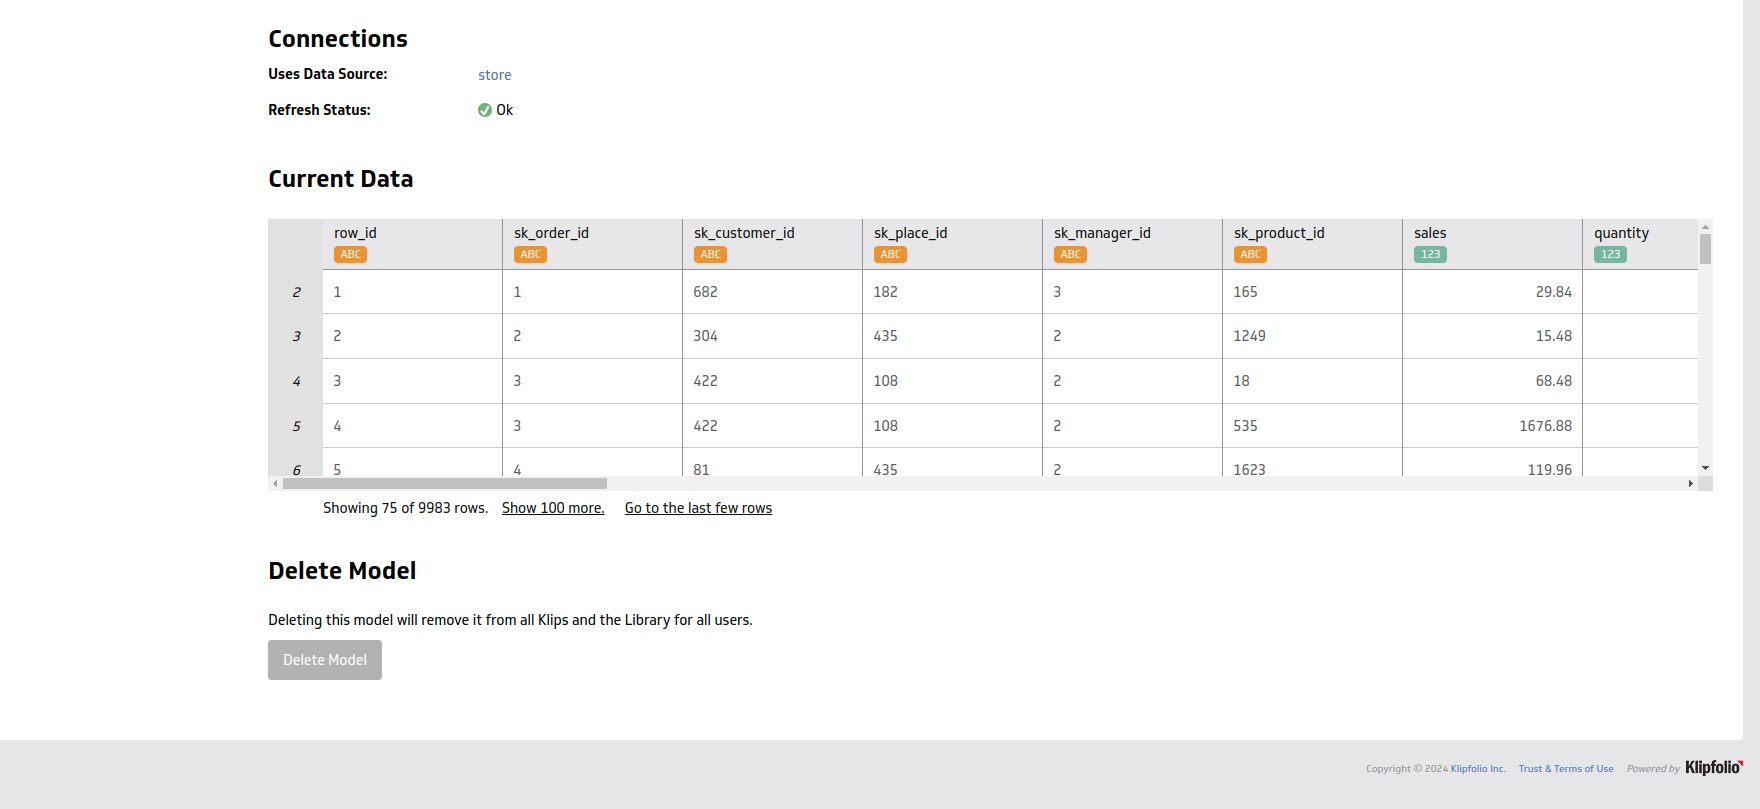 Connections
Uses Data Source: store
Refresh Status: Ok
Current Data
row_id sk_order_id sk_customer_id sk_place_id sk_manager_id sk_product_id sales quantity
ABC ABC ABC ABC ABC ABC 123 123
2 1 1 682 182 3 165 29.84
3 2 2 304 435 2 1249 15.48
4 3 3 422 108 2 18 68.48
5 4 3 422 108 2 535 1676.88
6 5 4 81 435 2 1623 119.96
Showing 75 of 9983 rows. Show 100 more. Go to the last few rows
Delete Model
Deleting this model will remove it from all Klips and the Library for all users.
Delete Model
Copyright © 2024 Klipfolio Inc. Trust & Terms of Use Powered by Klipfolio